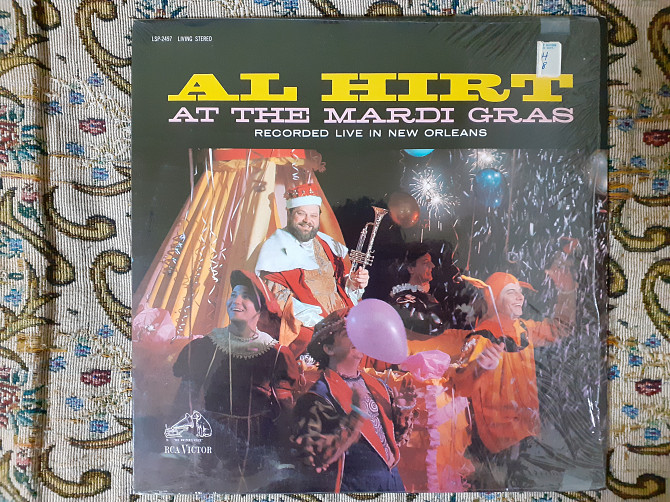 LSP-2497 LIVING STEREO
AL HIRT
AT THE MARDI GRAS
RECORDED LIVE IN NEW ORLEANS
RCA VICTOR